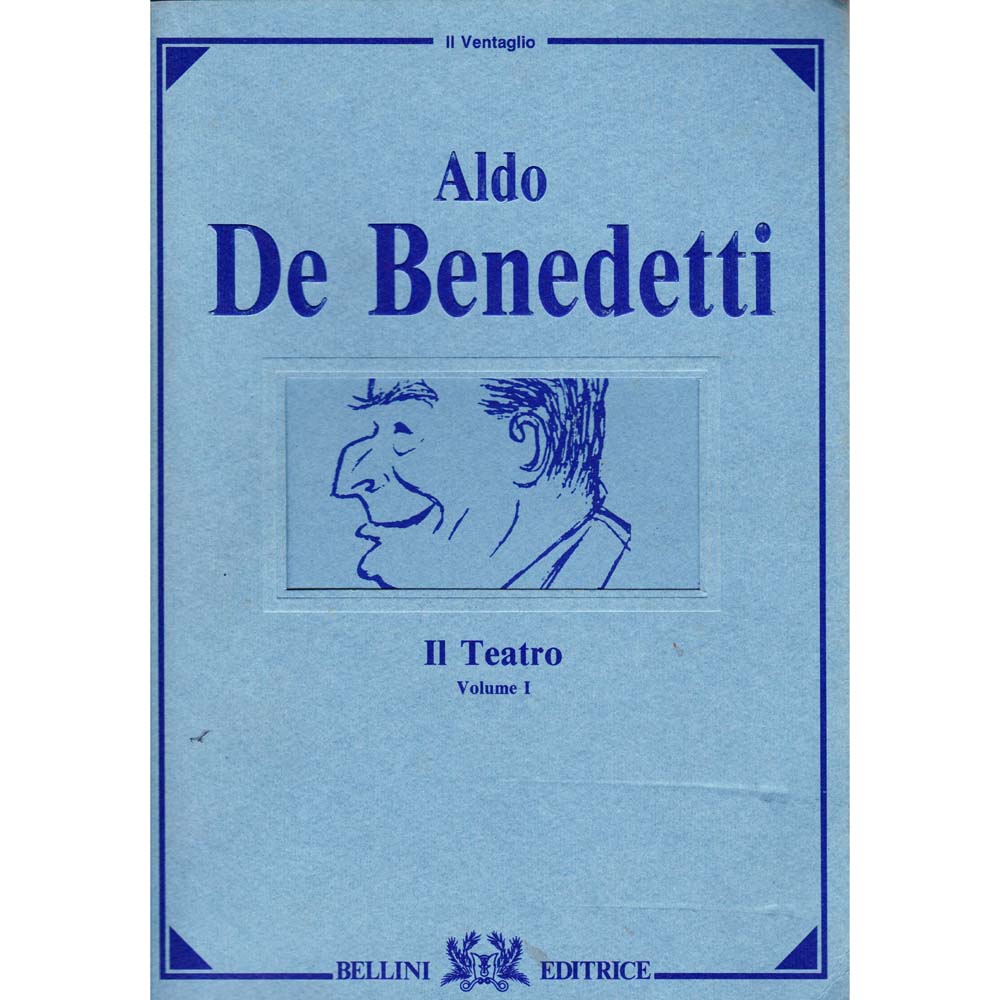 Il Ventaglio
Aldo
De Benedetti
Il Teatro
Volume I
BELLINI EDITRICE